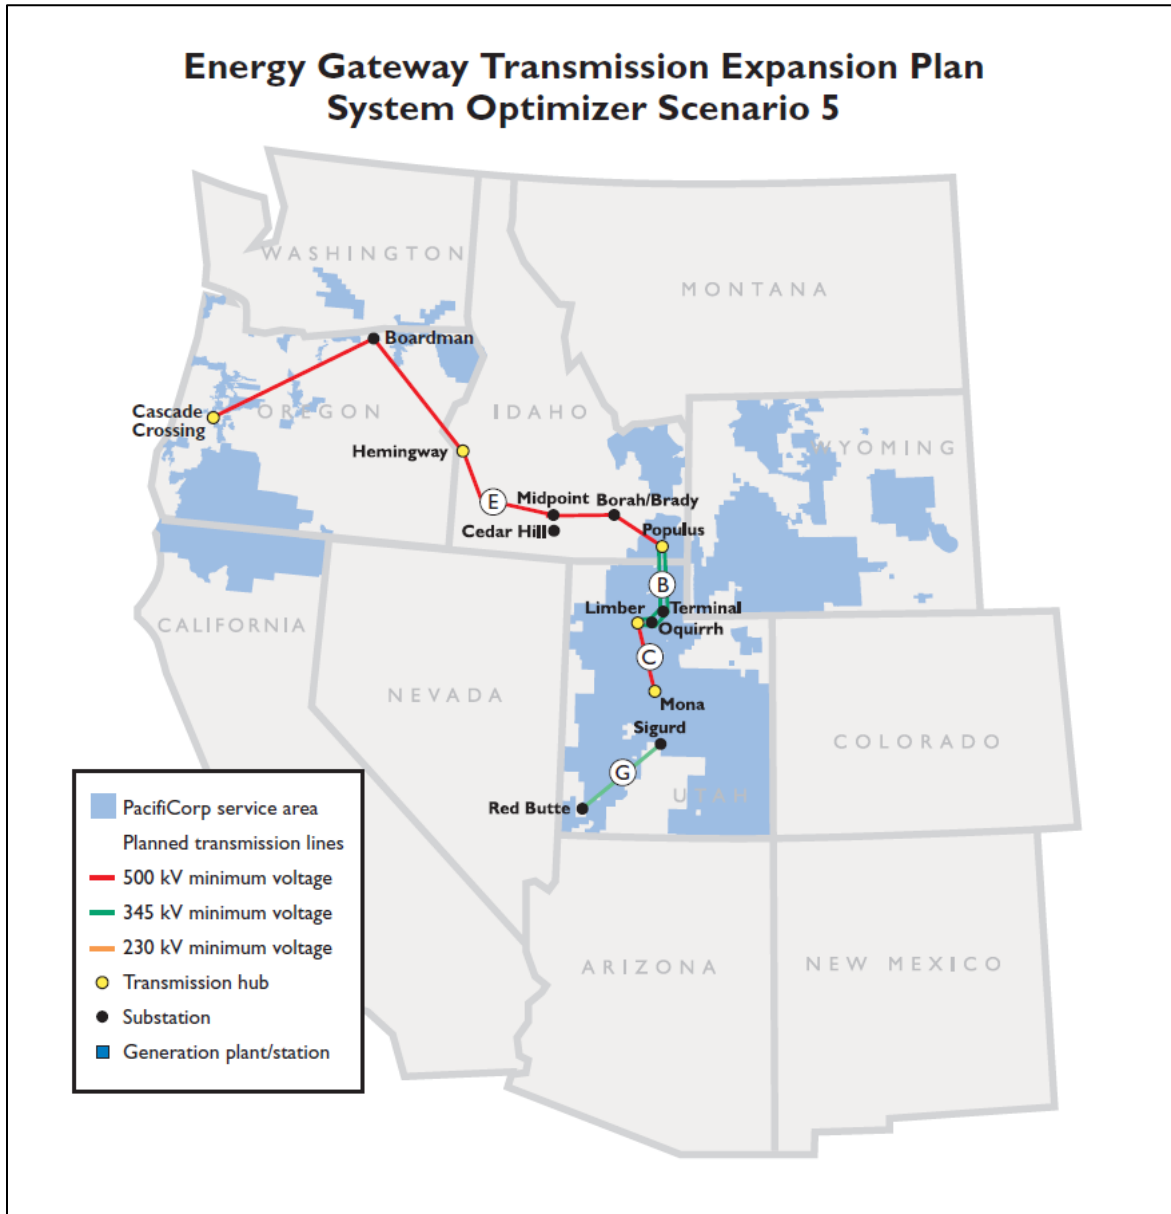 Energy Gateway Transmission Expansion Plan
System Optimizer Scenario 5
WASHINGTON
MONTANA
Boardman
Cascade
Crossing
OREGON
IDAHO
WYOMING
Hemingway
E
Midpoint
Borah/Brady
Cedar Hill
Populus
B
Limber
Terminal
Oquirrh
CALIFORNIA
C
NEVADA
Mona
Sigurd
COLORADO
G
UTAH
Red Butte
PacifiCorp service area
Planned transmission lines
500 kV minimum voltage
345 kV minimum voltage
230 kV minimum voltage
Transmission hub
Substation
Generation plant/station
ARIZONA
NEW MEXICO